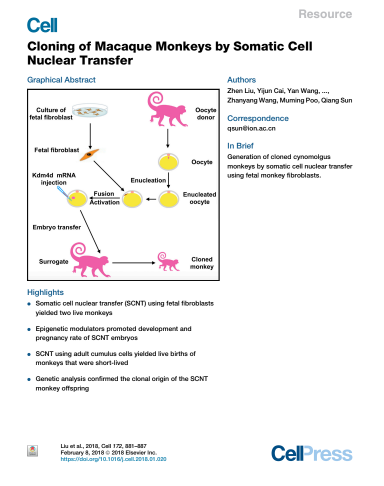 Resource
Cell
Cloning of Macaque Monkeys by Somatic Cell
Nuclear Transfer
Graphical Abstract
Culture of
fetal fibroblast
Oocyte
donor
Fetal fibroblast
Oocyte
Kdm4d mRNA
injection
Enucleation
Fusion
Activation
Enucleated
oocyte
Embryo transfer
Surrogate
Cloned
monkey
Highlights
• Somatic cell nuclear transfer (SCNT) using fetal fibroblasts
yielded two live monkeys
• Epigenetic modulators promoted development and
pregnancy rate of SCNT embryos
• SCNT using adult cumulus cells yielded live births of
monkeys that were short-lived
• Genetic analysis confirmed the clonal origin of the SCNT
monkey offspring
Authors
Zhen Liu, Yijun Cai, Yan Wang, ...,
Zhanyang Wang, Muming Poo, Qiang Sun
Correspondence
qsun@ion.ac.cn
In Brief
Generation of cloned cynomolgus
monkeys by somatic cell nuclear transfer
using fetal monkey fibroblasts.
Liu et al., 2018, Cell 172, 881–887
February 8, 2018 © 2018 Elsevier Inc.
https://doi.org/10.1016/j.cell.2018.01.020
CellPress